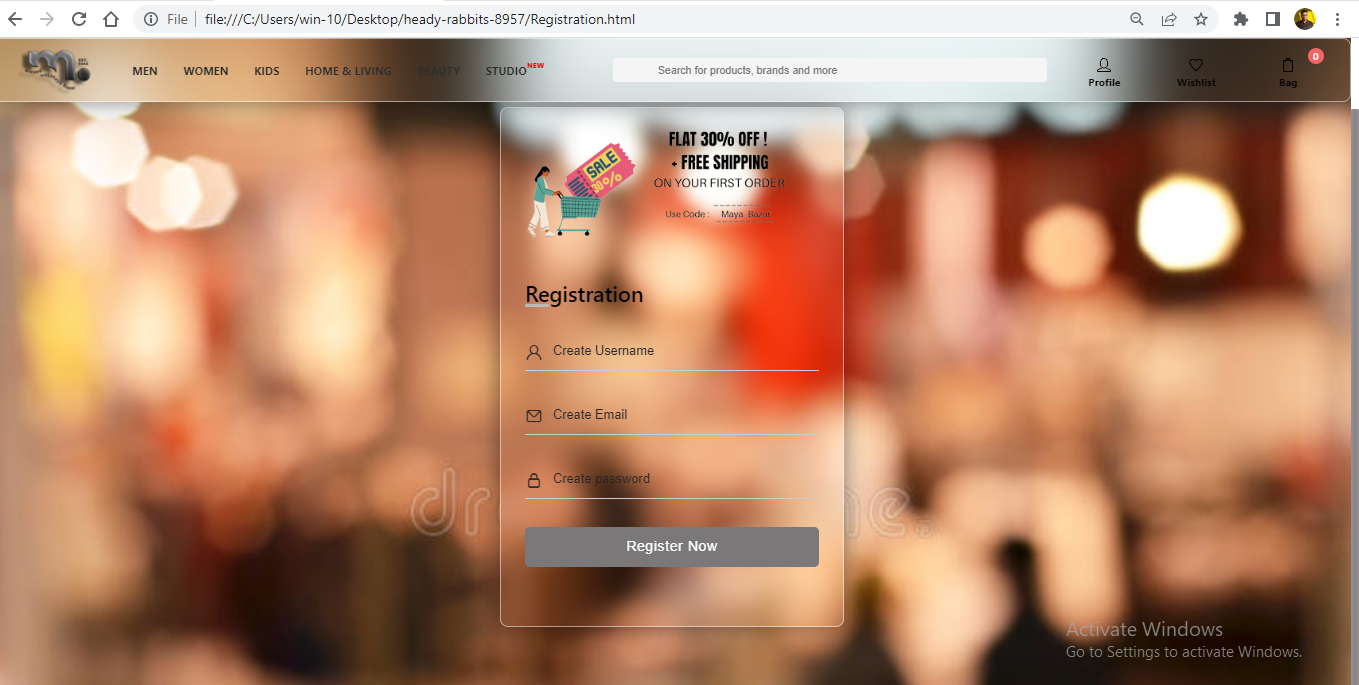 File
file:///C:/Users/win-10/Desktop/heady-rabbits-8957/Registration.html
m.
MEN
WOMEN
KIDS
HOME & LIVING
BEAUTY
STUDIO NEW
Search for products, brands and more
Profile
Wishlist
Bag
0
SALE
30%
FLAT 30% OFF !
+ FREE SHIPPING
ON YOUR FIRST ORDER
Use Code : Maya Bazar
Registration
Create Username
Create Email
Create password
Register Now
Activate Windows
Go to Settings to activate Windows.